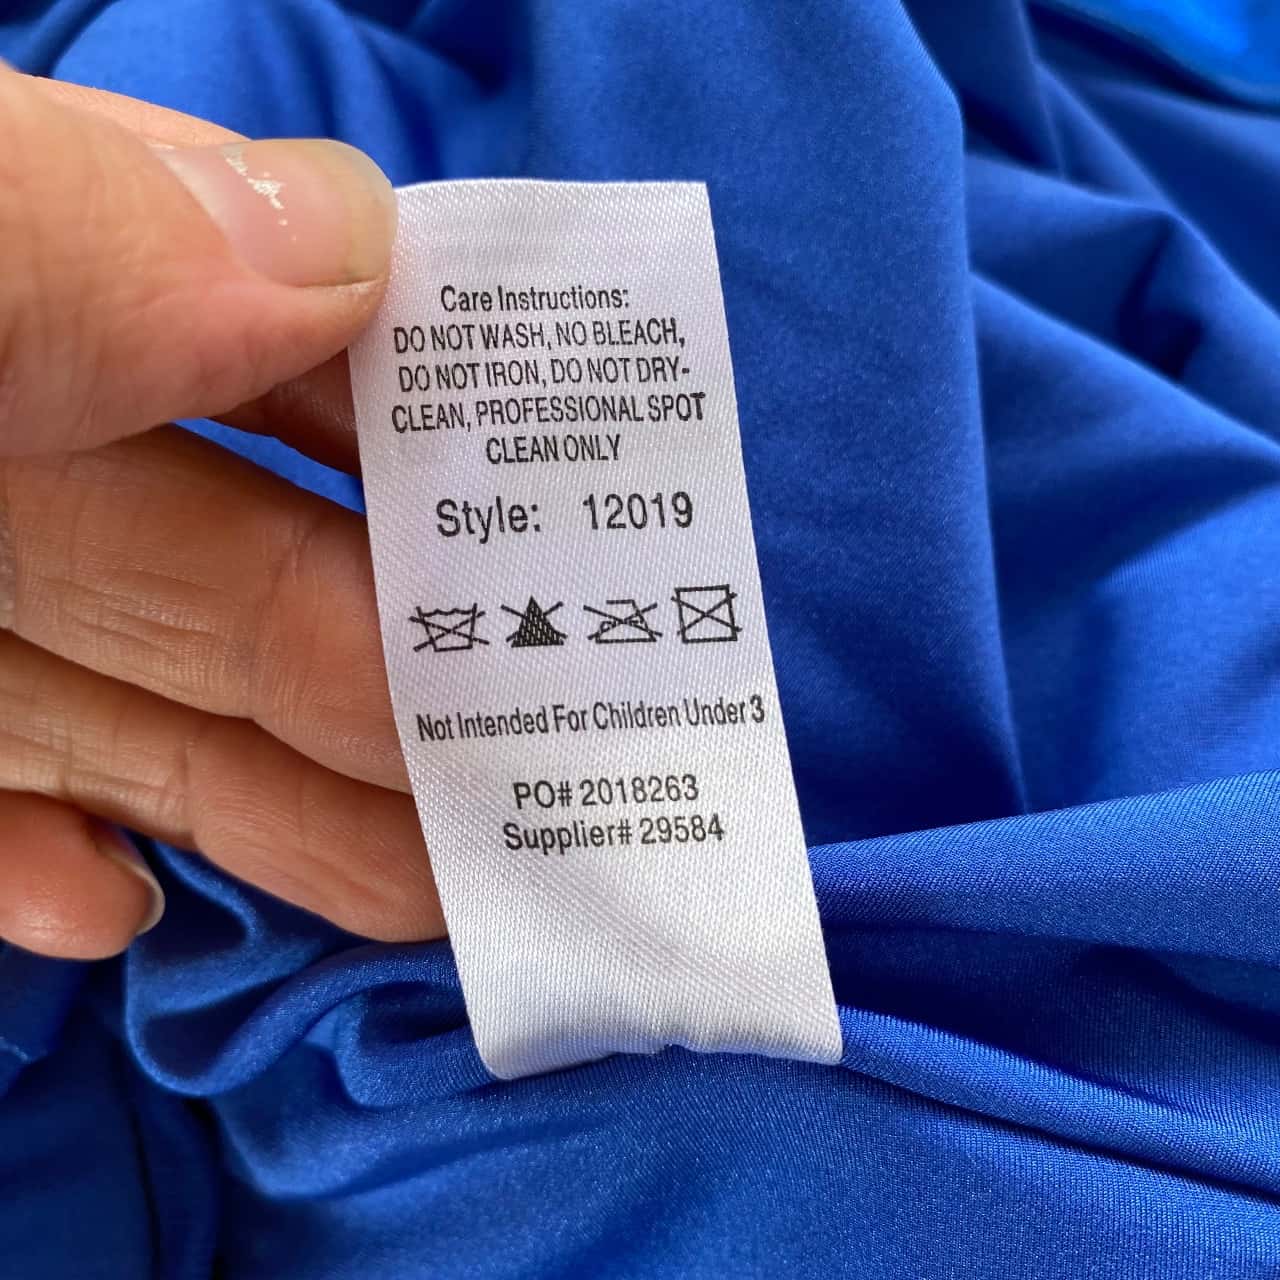 Care Instructions:
DO NOT WASH, NO BLEACH,
DO NOT IRON, DO NOT DRY-
CLEAN, PROFESSIONAL SPOT
CLEAN ONLY
Style: 12019
Not Intended For Children Under 3
PO# 2018263
Supplier# 29584